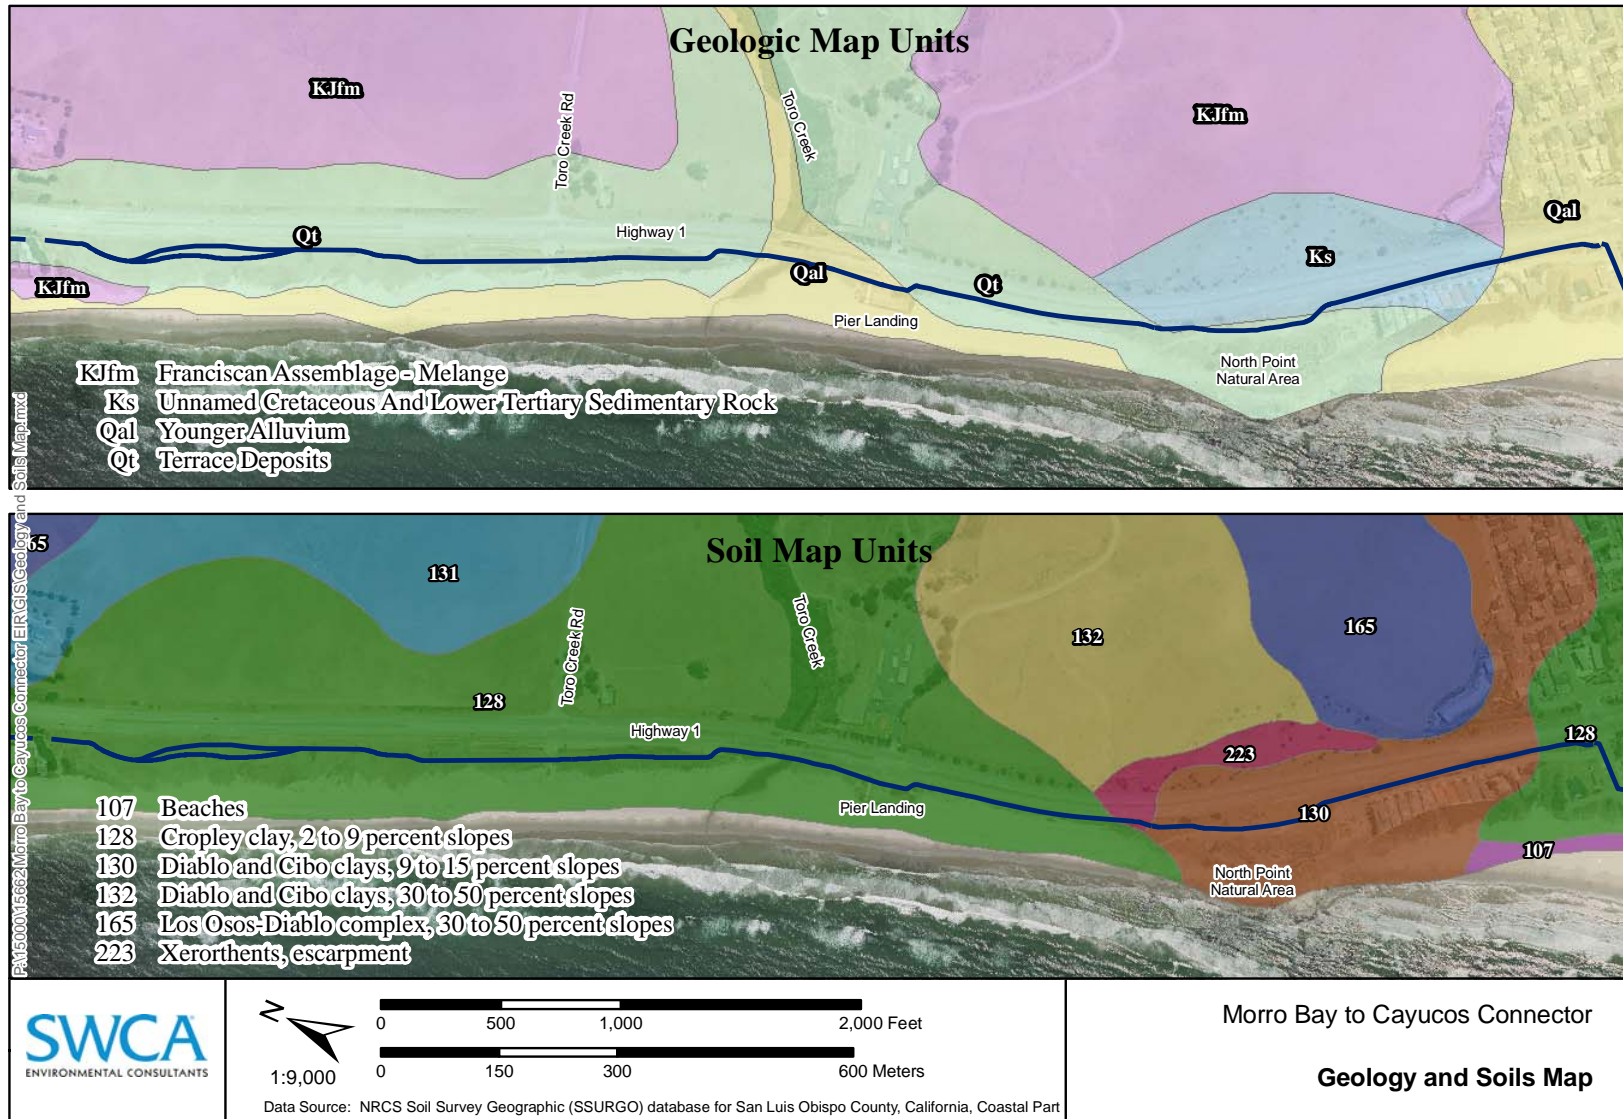 Geologic Map Units
KJfm
KJfm
Toro Creek Rd
Toro Creek
Qal
Highway 1
Qt
Ks
Qal
Qt
KJfm
Pier Landing
North Point
Natural Area
KJfm Franciscan Assemblage - Melange
Ks Unnamed Cretaceous And Lower Tertiary Sedimentary Rock
Qal Younger Alluvium
Qt Terrace Deposits
Soil Map Units
65
131
Toro Creek Rd
Toro Creek
132
165
128
Highway 1
128
223
130
Pier Landing
107
North Point
Natural Area
107 Beaches
128 Cropley clay, 2 to 9 percent slopes
130 Diablo and Cibo clays, 9 to 15 percent slopes
132 Diablo and Cibo clays, 30 to 50 percent slopes
165 Los Osos-Diablo complex, 30 to 50 percent slopes
223 Xerorthents, escarpment
P:\15000\15662 Morro Bay to Cayucos Connector EIR\GIS\Geology and Soils Map.mxd
SWCA
ENVIRONMENTAL CONSULTANTS
N
1:9,000
0 500 1,000 2,000 Feet
0 150 300 600 Meters
Data Source: NRCS Soil Survey Geographic (SSURGO) database for San Luis Obispo County, California, Coastal Part
Morro Bay to Cayucos Connector
Geology and Soils Map